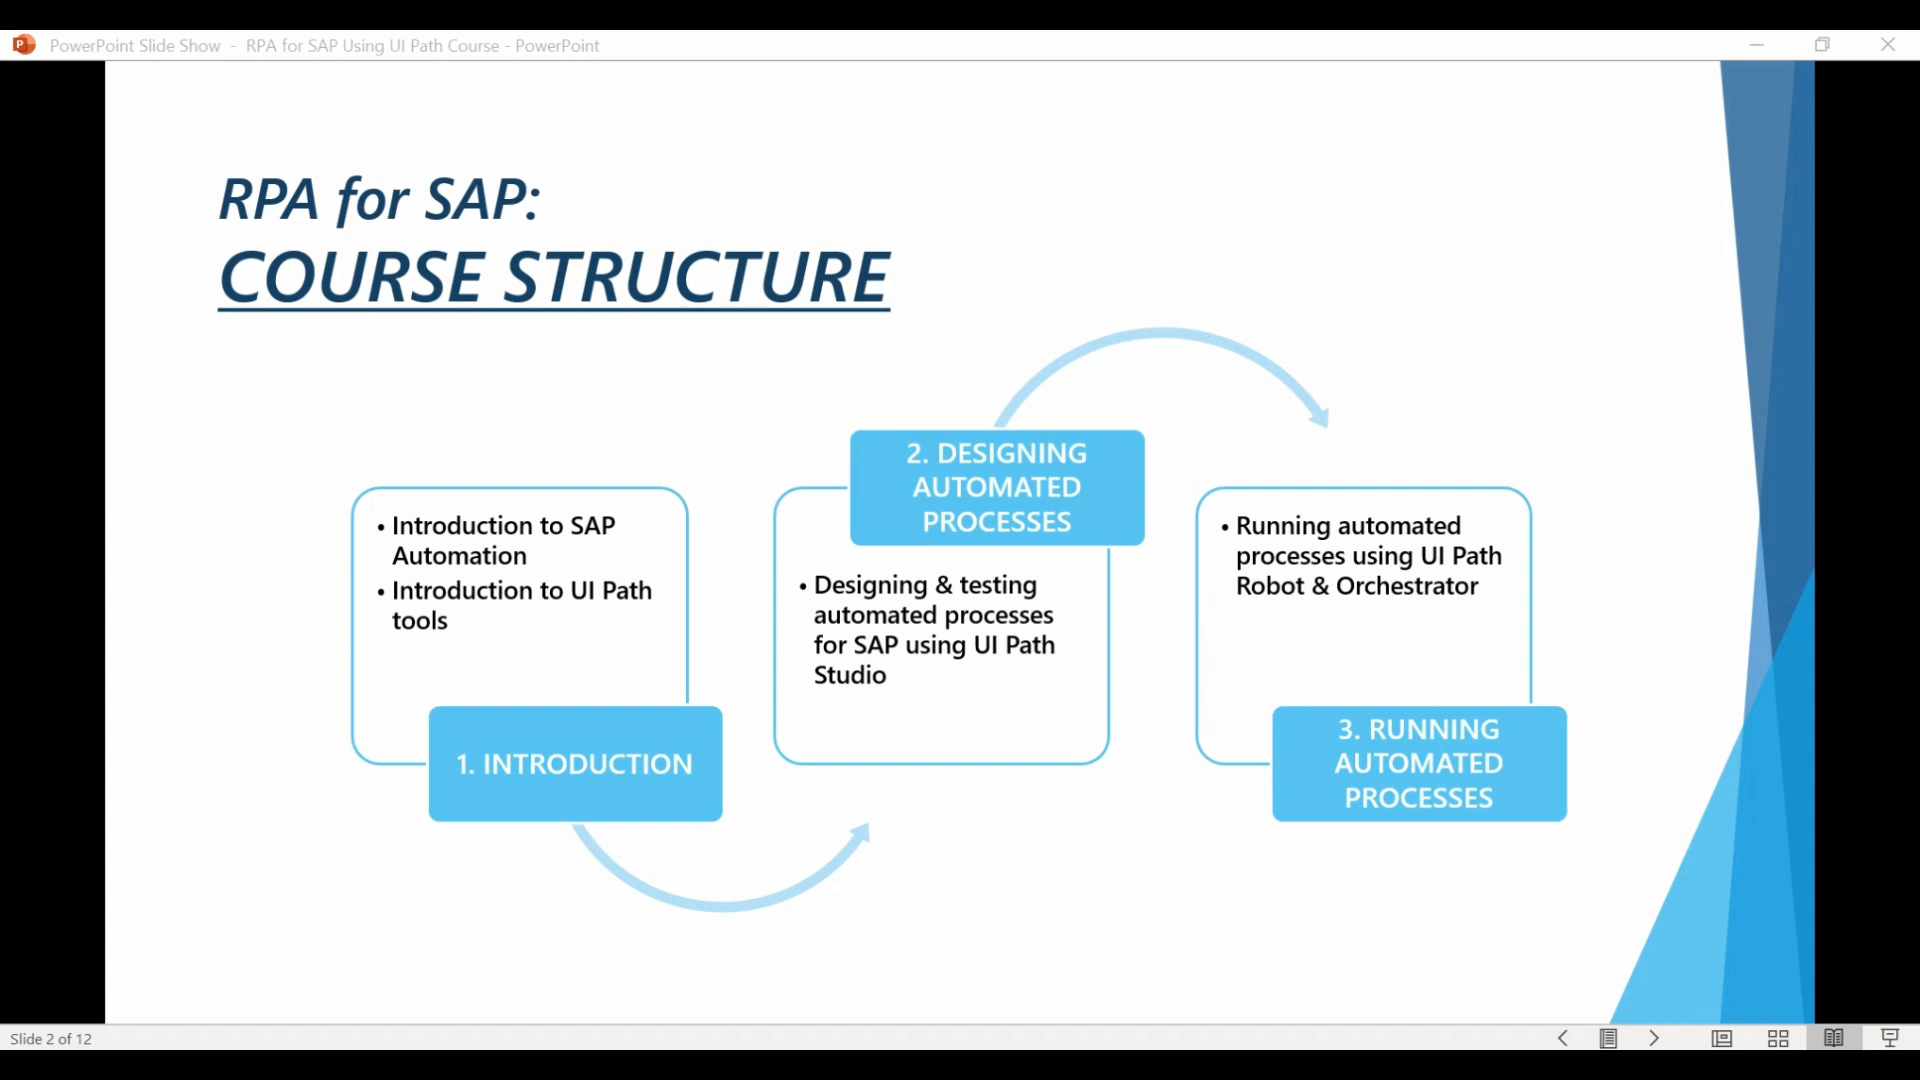 PowerPoint Slide Show - RPA for SAP Using UI Path Course - PowerPoint
RPA for SAP:
COURSE STRUCTURE
• Introduction to SAP
Automation
• Introduction to UI Path
tools
1. INTRODUCTION
2. DESIGNING
AUTOMATED
PROCESSES
• Designing & testing
automated processes
for SAP using UI Path
Studio
• Running automated
processes using UI Path
Robot & Orchestrator
3. RUNNING
AUTOMATED
PROCESSES
Slide 2 of 12